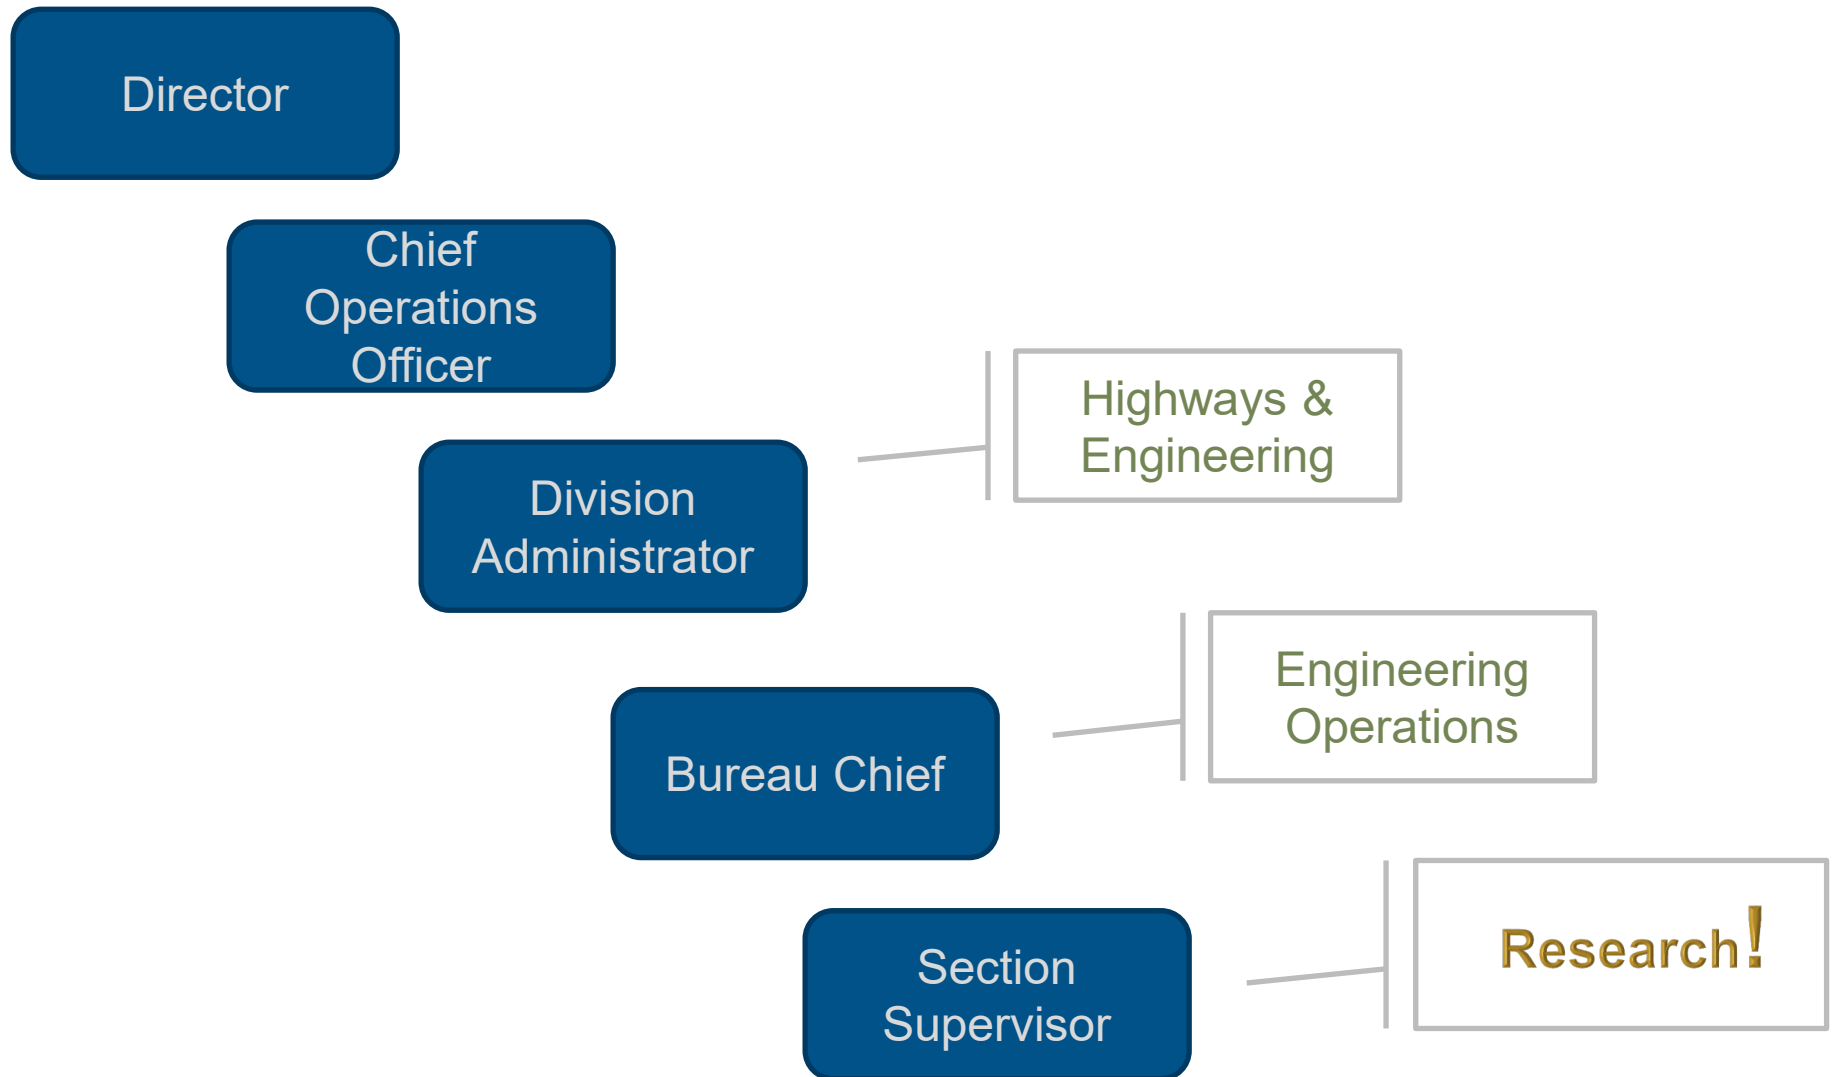 Director
Chief
Operations
Officer
Highways &
Engineering
Division
Administrator
Engineering
Operations
Bureau Chief
Research!
Section
Supervisor